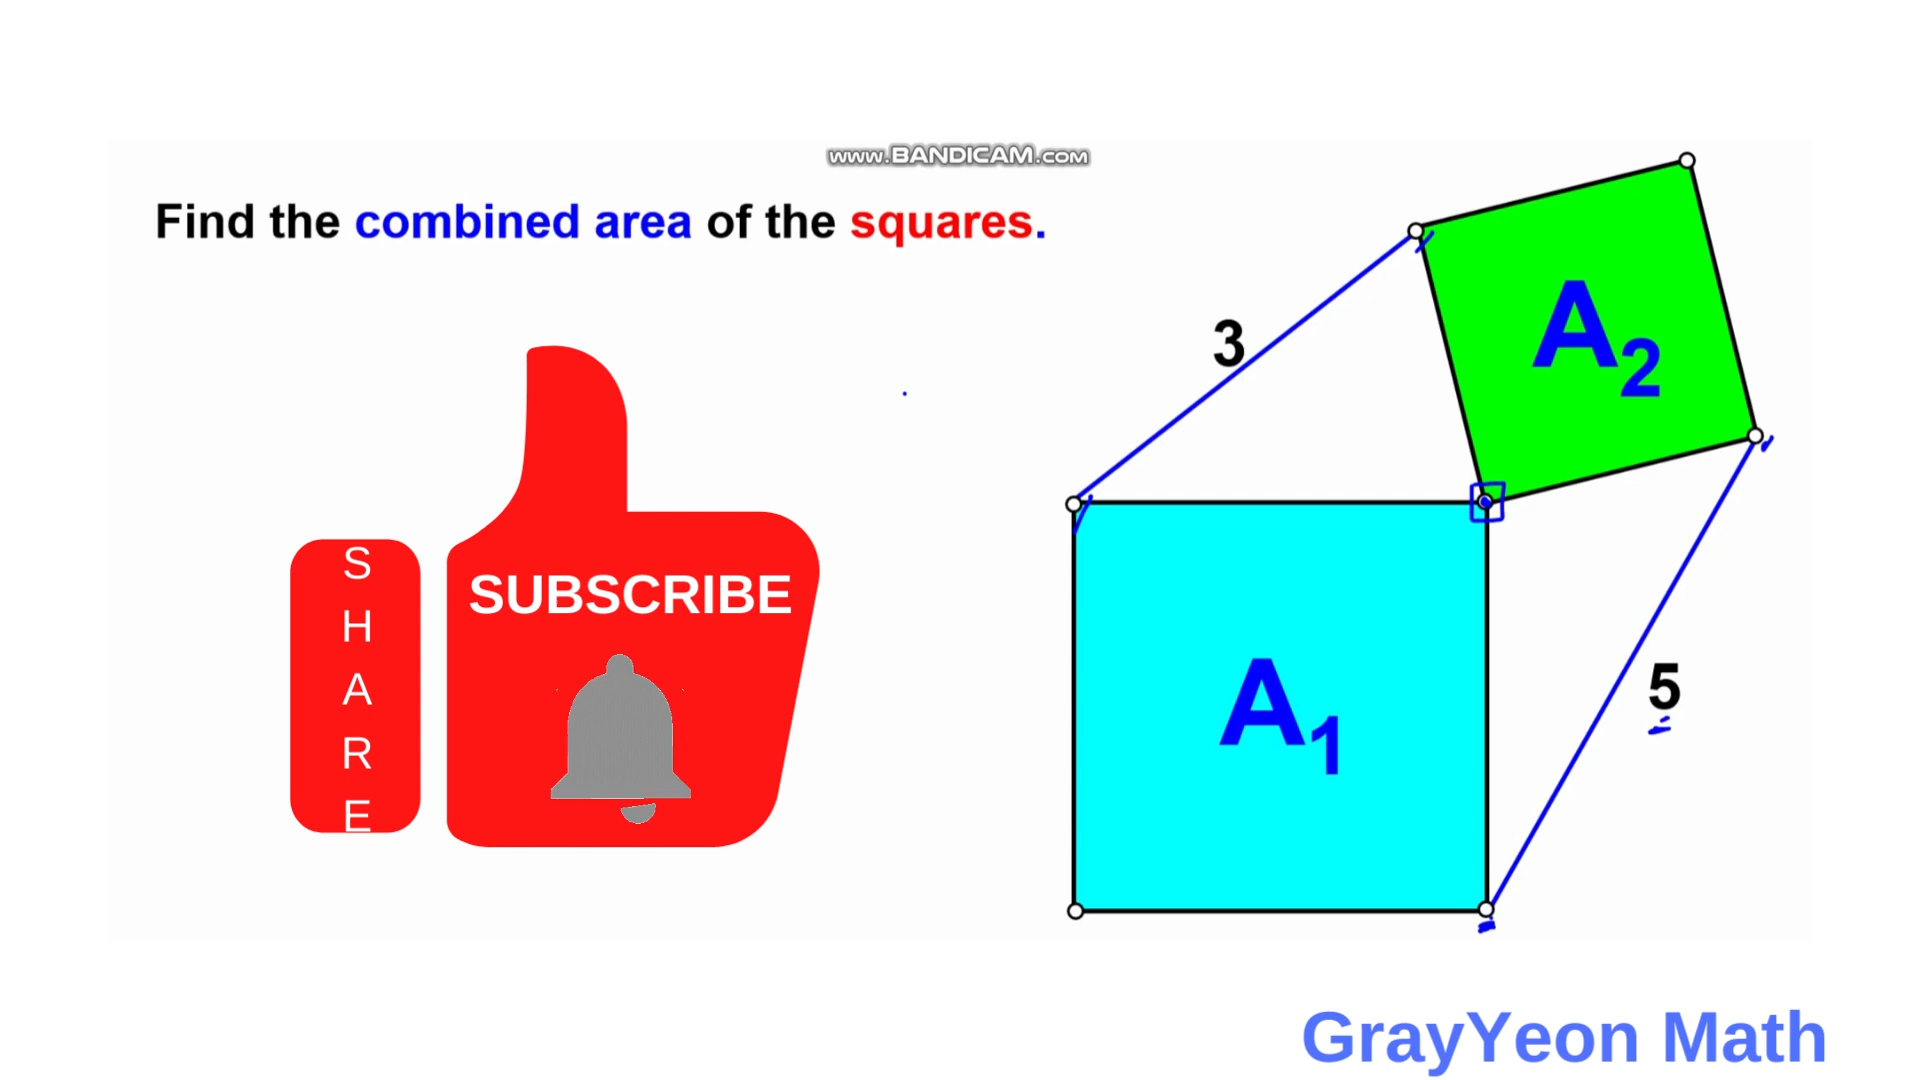 www.BANDICAM.com
Find the combined area of the squares.
3
A2
5
A1
S
H
A
R
E
SUBSCRIBE
GrayYeon Math